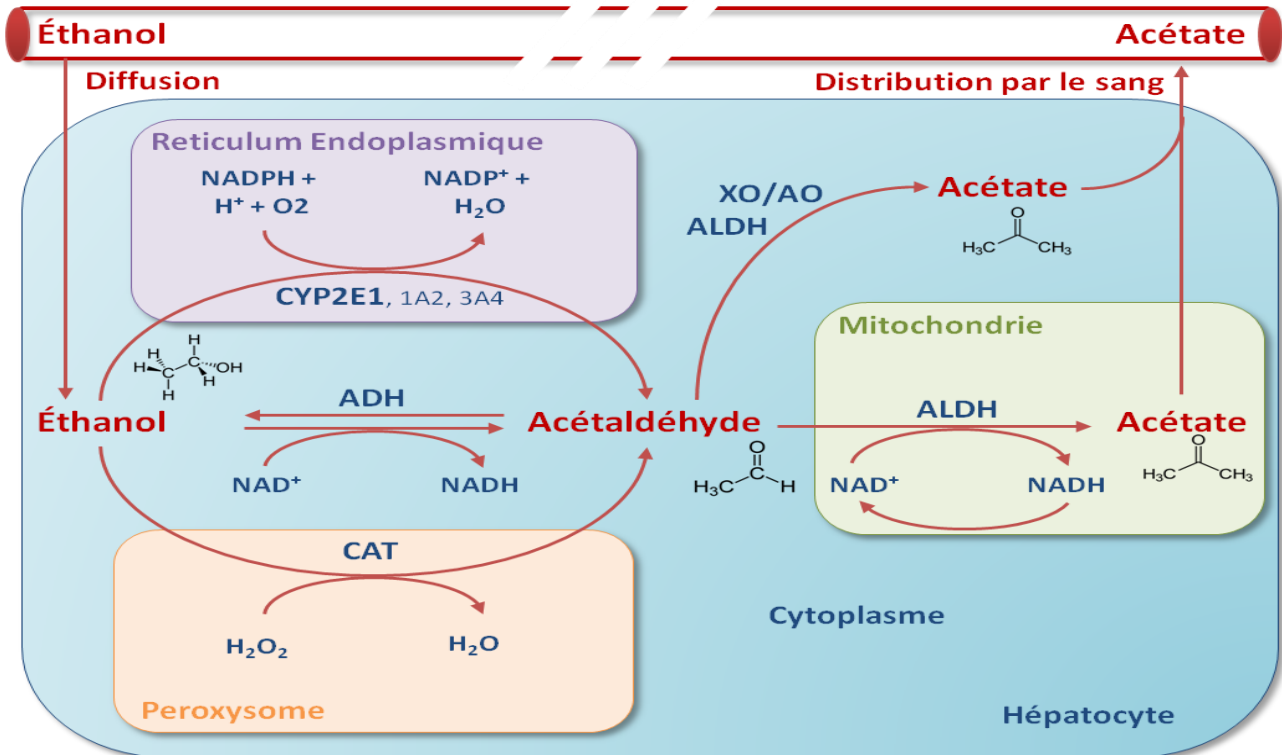 Éthanol
Acétate
Diffusion
Distribution par le sang
Reticulum Endoplasmique
NADPH +
H⁺ + O2
NADP⁺ +
H₂O
CYP2E1, 1A2, 3A4
XO/AO
ALDH
Acétate
O
H₃C
CH₃
Mitochondrie
H
H
H
C
C
OH
H
H
Éthanol
ADH
Acétaldéhyde
NAD⁺
NADH
O
H₃C
C
H
ALDH
Acétate
O
H₃C
CH₃
NAD⁺
NADH
CAT
H₂O₂
H₂O
Peroxysome
Cytoplasme
Hépatocyte